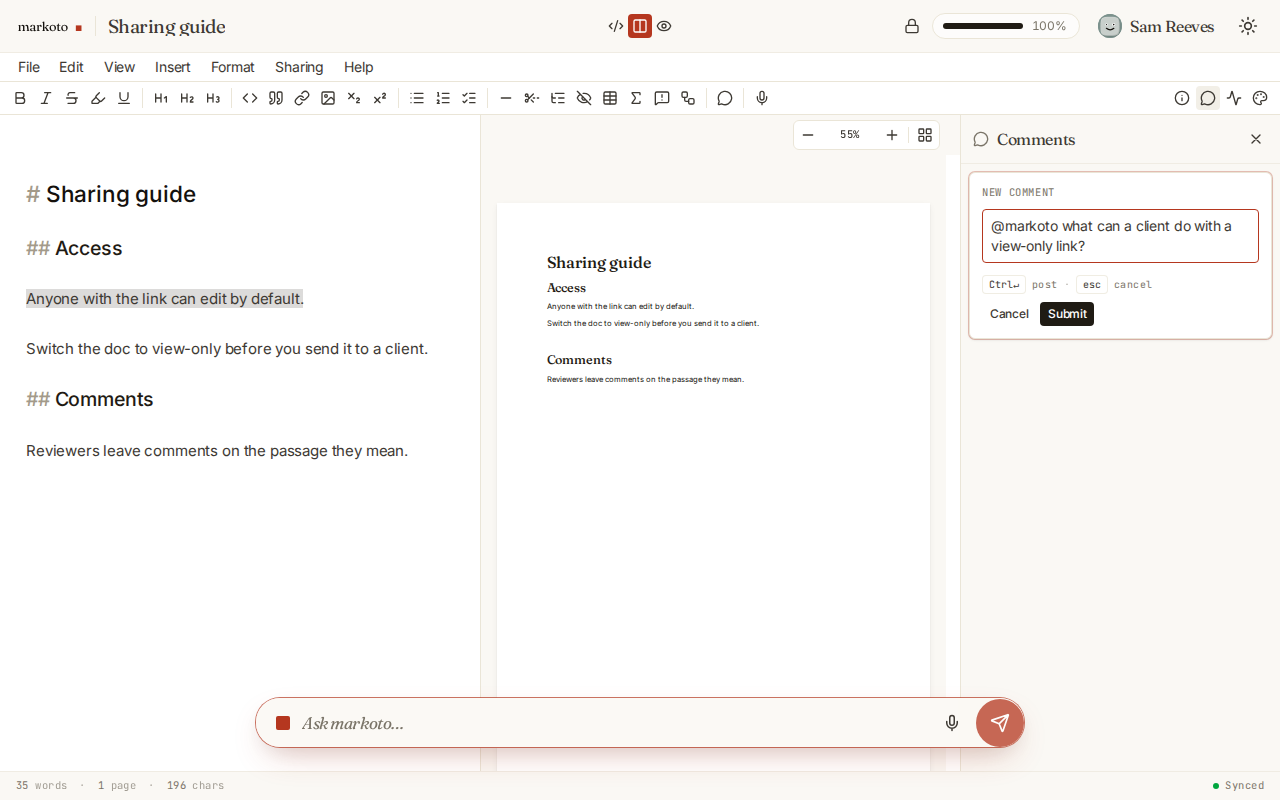 markoto
Sharing guide
100%
Sam Reeves
File Edit View Insert Format Sharing Help
H1 H2 H3
55%
Comments
# Sharing guide
## Access
Anyone with the link can edit by default.
Switch the doc to view-only before you send it to a client.
## Comments
Reviewers leave comments on the passage they mean.
Sharing guide
Access
Anyone with the link can edit by default.
Switch the doc to view-only before you send it to a client.
Comments
Reviewers leave comments on the passage they mean.
NEW COMMENT
@markoto what can a client do with a
view-only link?
Ctrl↵ post · esc cancel
Cancel Submit
Ask markoto...
35 words · 1 page · 196 chars
Synced